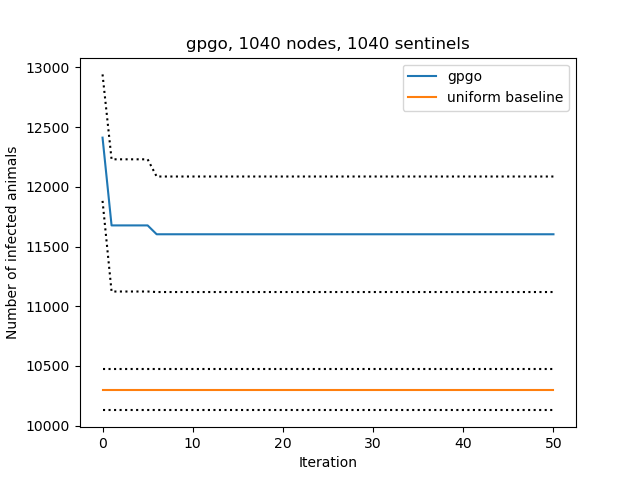 gpgo, 1040 nodes, 1040 sentinels
gpgo
uniform baseline
Number of infected animals
13000
12500
12000
11500
11000
10500
10000
0 10 20 30 40 50
Iteration